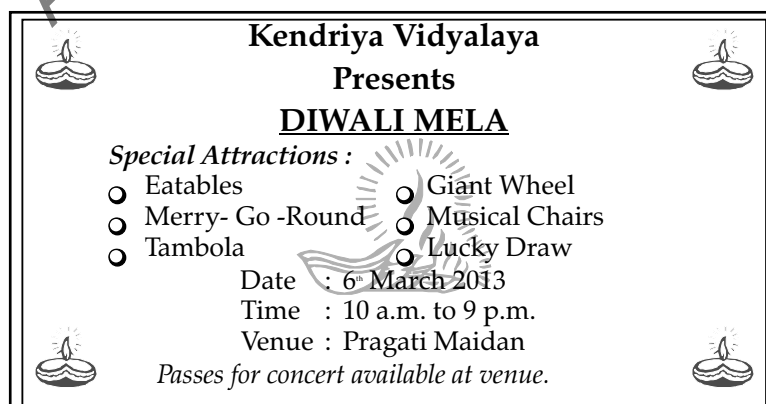 Kendriya Vidyalaya
Presents
DIWALI MELA
Special Attractions :
Eatables
Giant Wheel
Merry- Go -Round
Musical Chairs
Tambola
Lucky Draw
Date : 6th March 2013
Time : 10 a.m. to 9 p.m.
Venue : Pragati Maidan
Passes for concert available at venue.